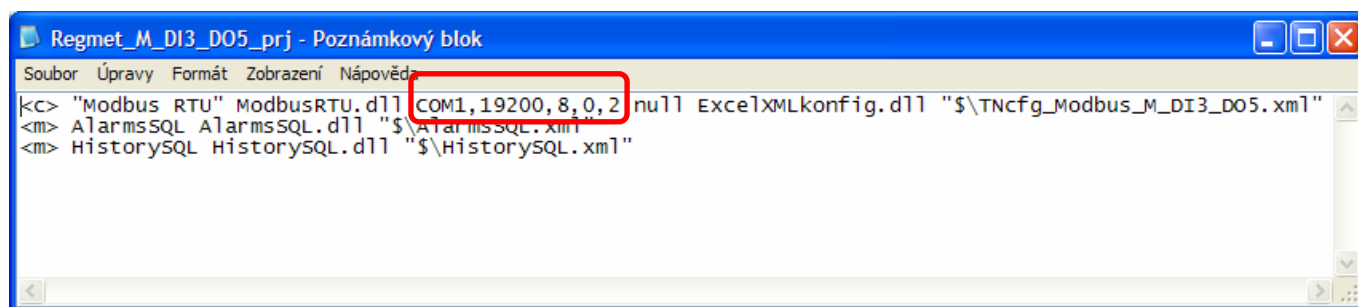 Regmet_M_DI3_DO5_prj - Poznámkový blok
Soubor Úpravy Formát Zobrazení Nápověda
<c> "Modbus RTU" ModbusRTU.dll COM1,19200,8,0,2 null ExcelXMLkonfig.dll "$\TNcfg_Modbus_M_DI3_DO5.xml"
<m> AlarmsSQL AlarmsSQL.dll "$\AlarmsSQL.xml"
<m> HistorySQL HistorySQL.dll "$\HistorySQL.xml"